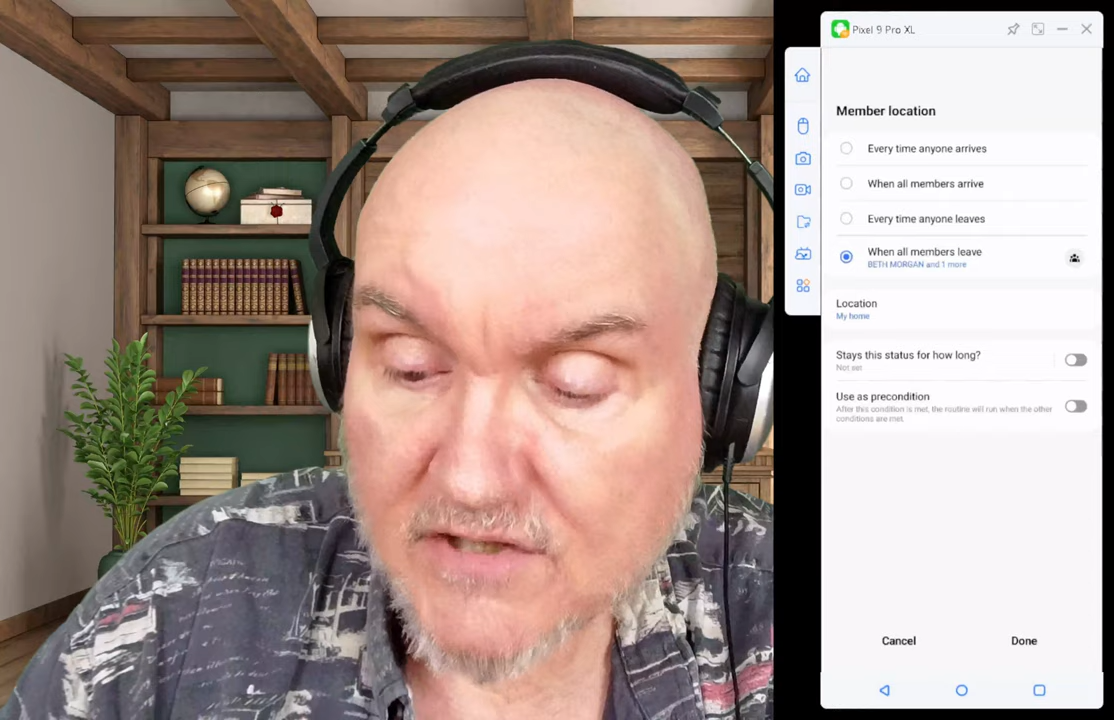 Pixel 9 Pro XL
Member location
Every time anyone arrives
When all members arrive
Every time anyone leaves
When all members leave
BETH MORGAN and 1 more
Location
My home
Stays this status for how long?
Not set
Use as precondition
After this condition is met, the routine will run when the other
conditions are met.
Cancel
Done